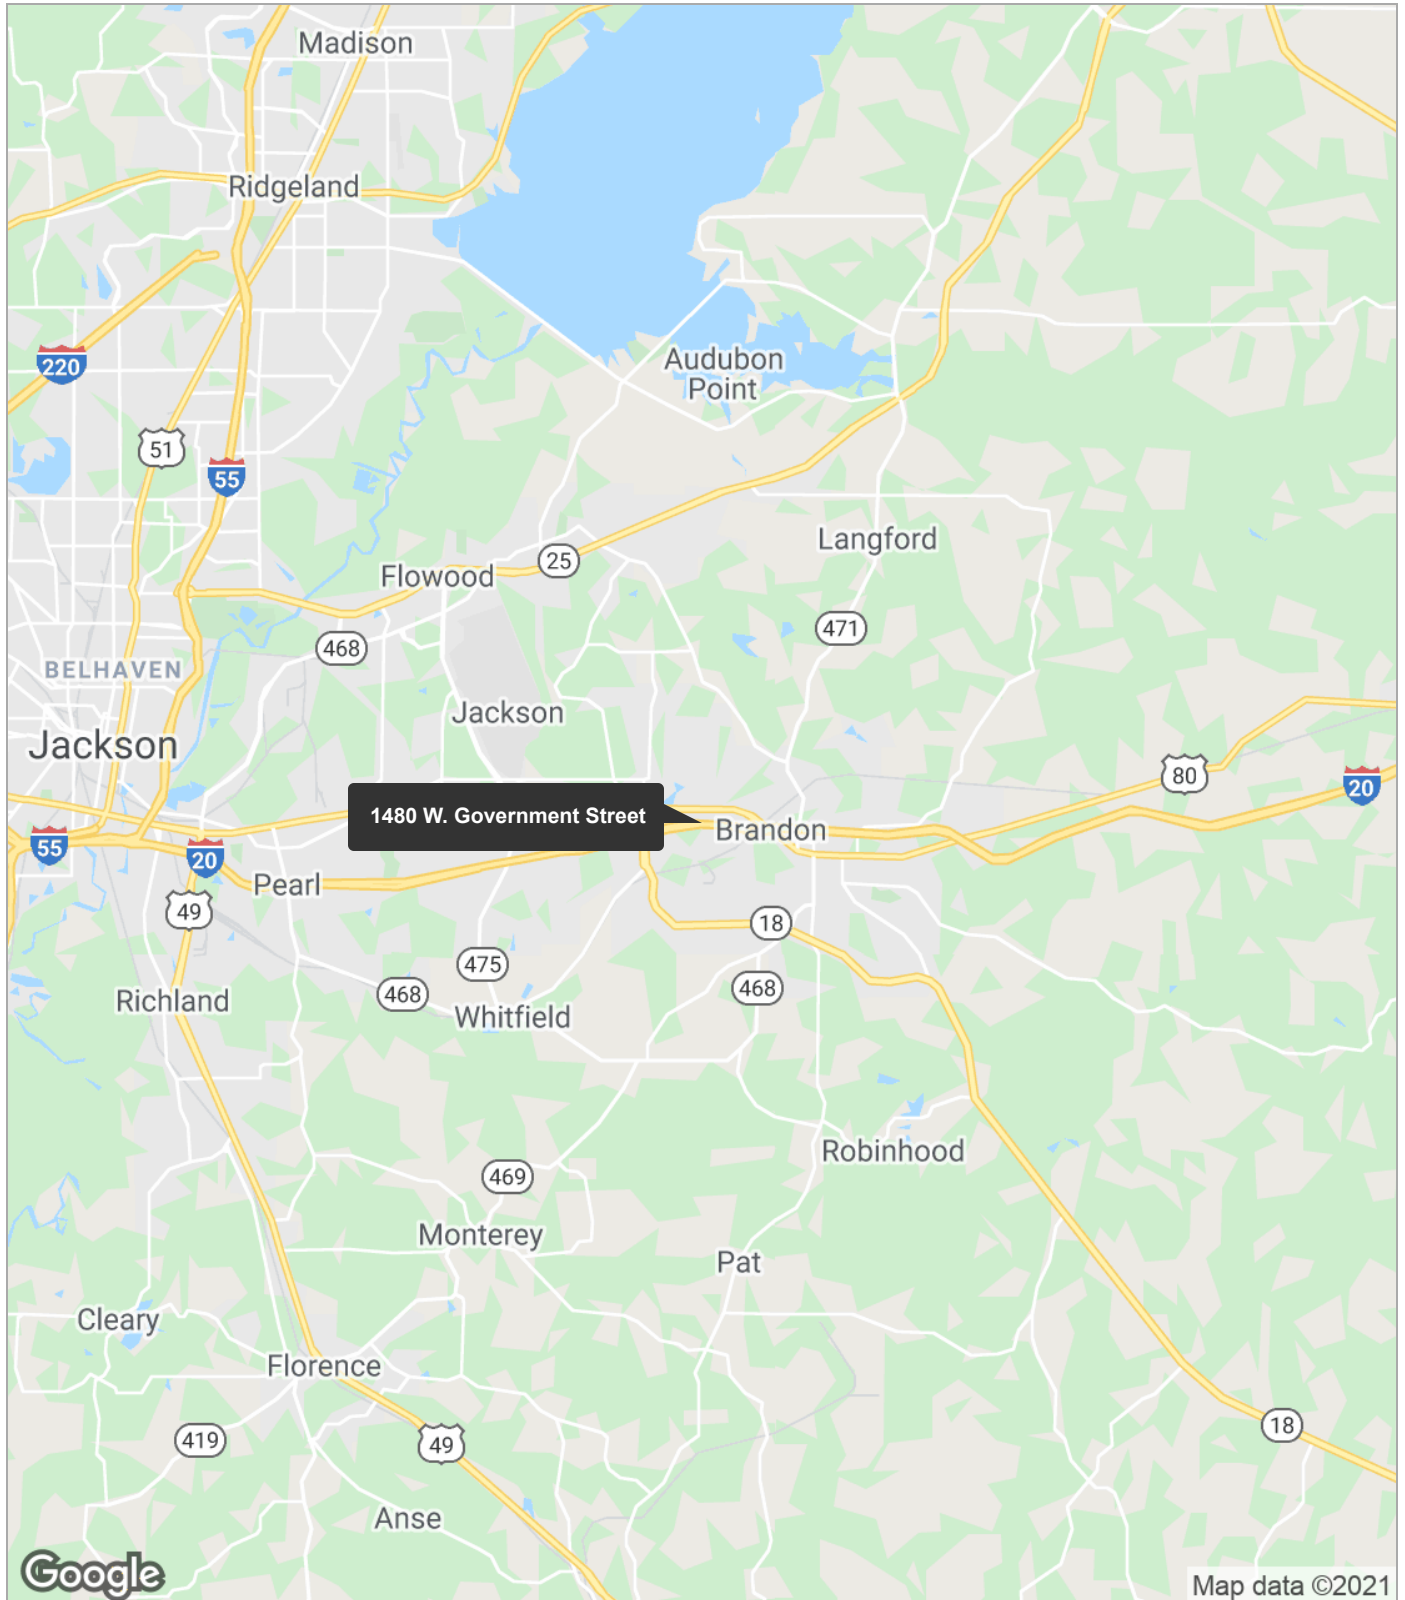 Madison
Ridgeland
220
Audubon
Point
51
55
Langford
25
Flowood
471
468
BELHAVEN
Jackson
Jackson
80
20
1480 W. Government Street
Brandon
55
20
Pearl
49
18
475
468
468
Richland
Whitfield
Robinhood
469
Monterey
Pat
Cleary
Florence
18
419
49
Anse
Google
Map data ©2021